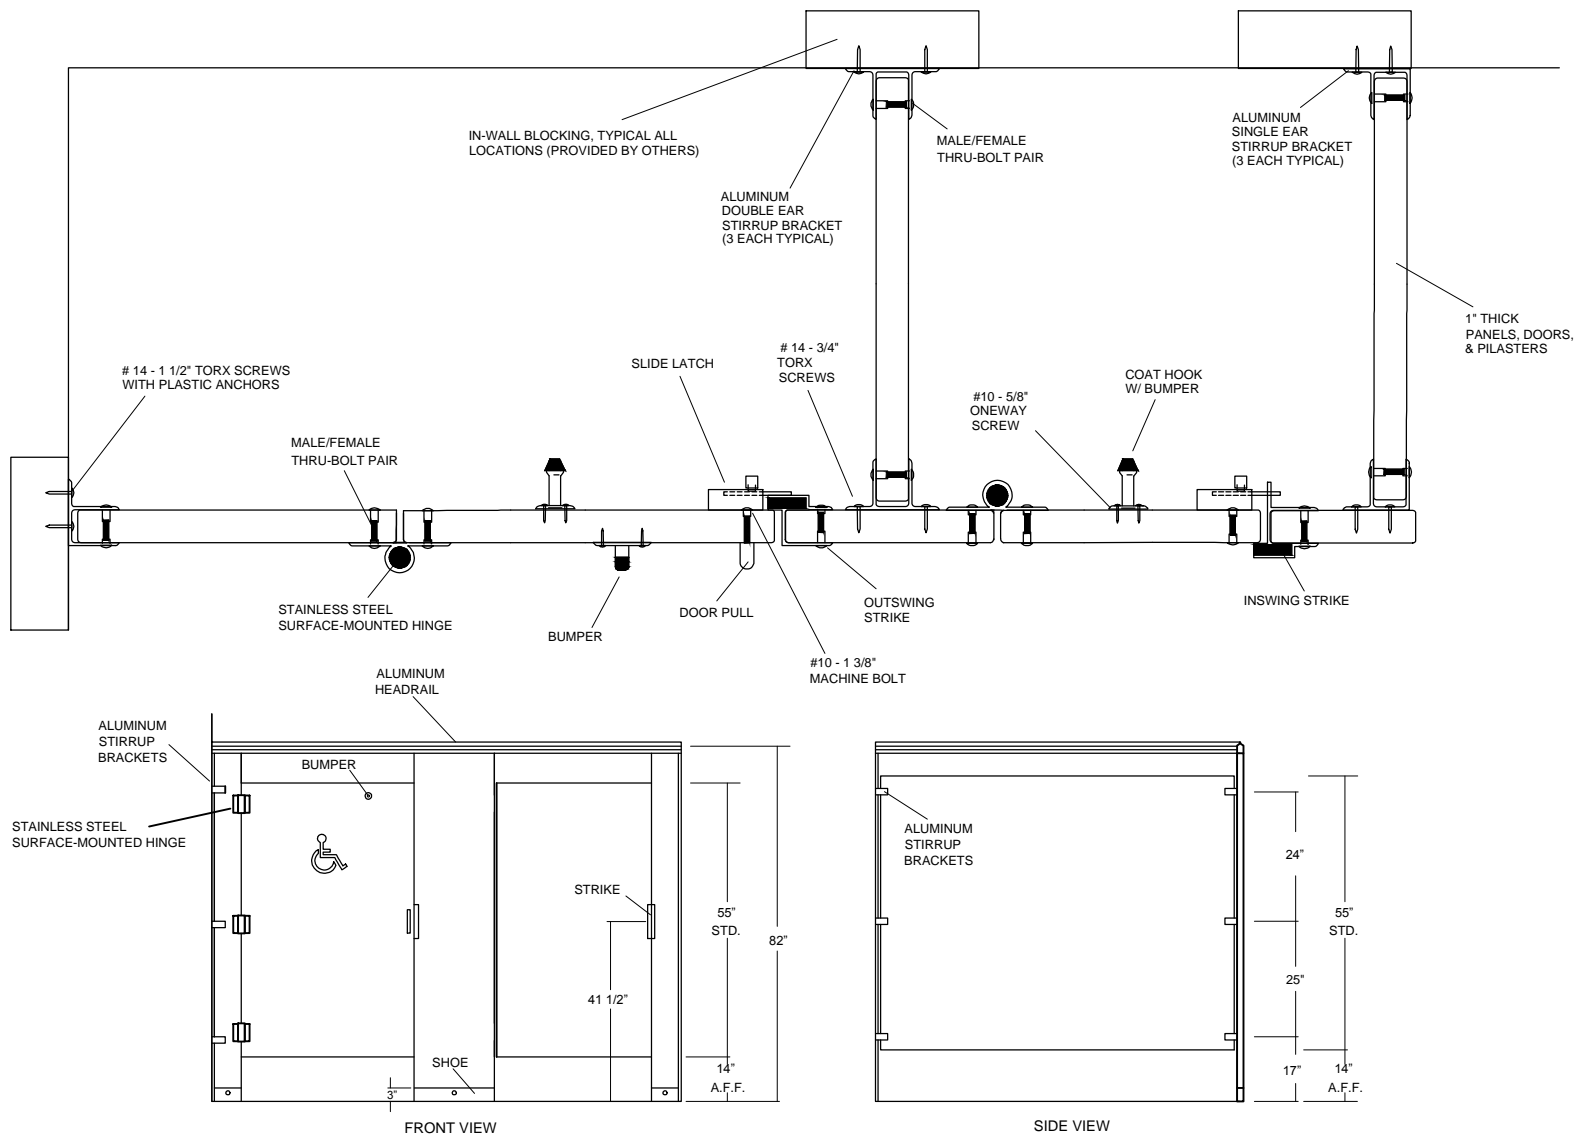 IN-WALL BLOCKING, TYPICAL ALL
LOCATIONS (PROVIDED BY OTHERS)
MALE/FEMALE
THRU-BOLT PAIR
ALUMINUM
SINGLE EAR
STIRRUP BRACKET
(3 EACH TYPICAL)
ALUMINUM
DOUBLE EAR
STIRRUP BRACKET
(3 EACH TYPICAL)
1" THICK
PANELS, DOORS,
& PILASTERS
# 14 - 1 1/2" TORX SCREWS
WITH PLASTIC ANCHORS
SLIDE LATCH
# 14 - 3/4"
TORX
SCREWS
#10 - 5/8"
ONEWAY
SCREW
COAT HOOK
W/ BUMPER
MALE/FEMALE
THRU-BOLT PAIR
STAINLESS STEEL
SURFACE-MOUNTED HINGE
BUMPER
DOOR PULL
OUTSWING
STRIKE
INSWING STRIKE
#10 - 1 3/8"
MACHINE BOLT
ALUMINUM
HEADRAIL
ALUMINUM
STIRRUP
BRACKETS
BUMPER
STAINLESS STEEL
SURFACE-MOUNTED HINGE
STRIKE
55”
STD.
82”
41 1/2”
SHOE
3”
14”
A.F.F.
FRONT VIEW
ALUMINUM
STIRRUP
BRACKETS
24”
55”
STD.
25”
17”
14”
A.F.F.
SIDE VIEW